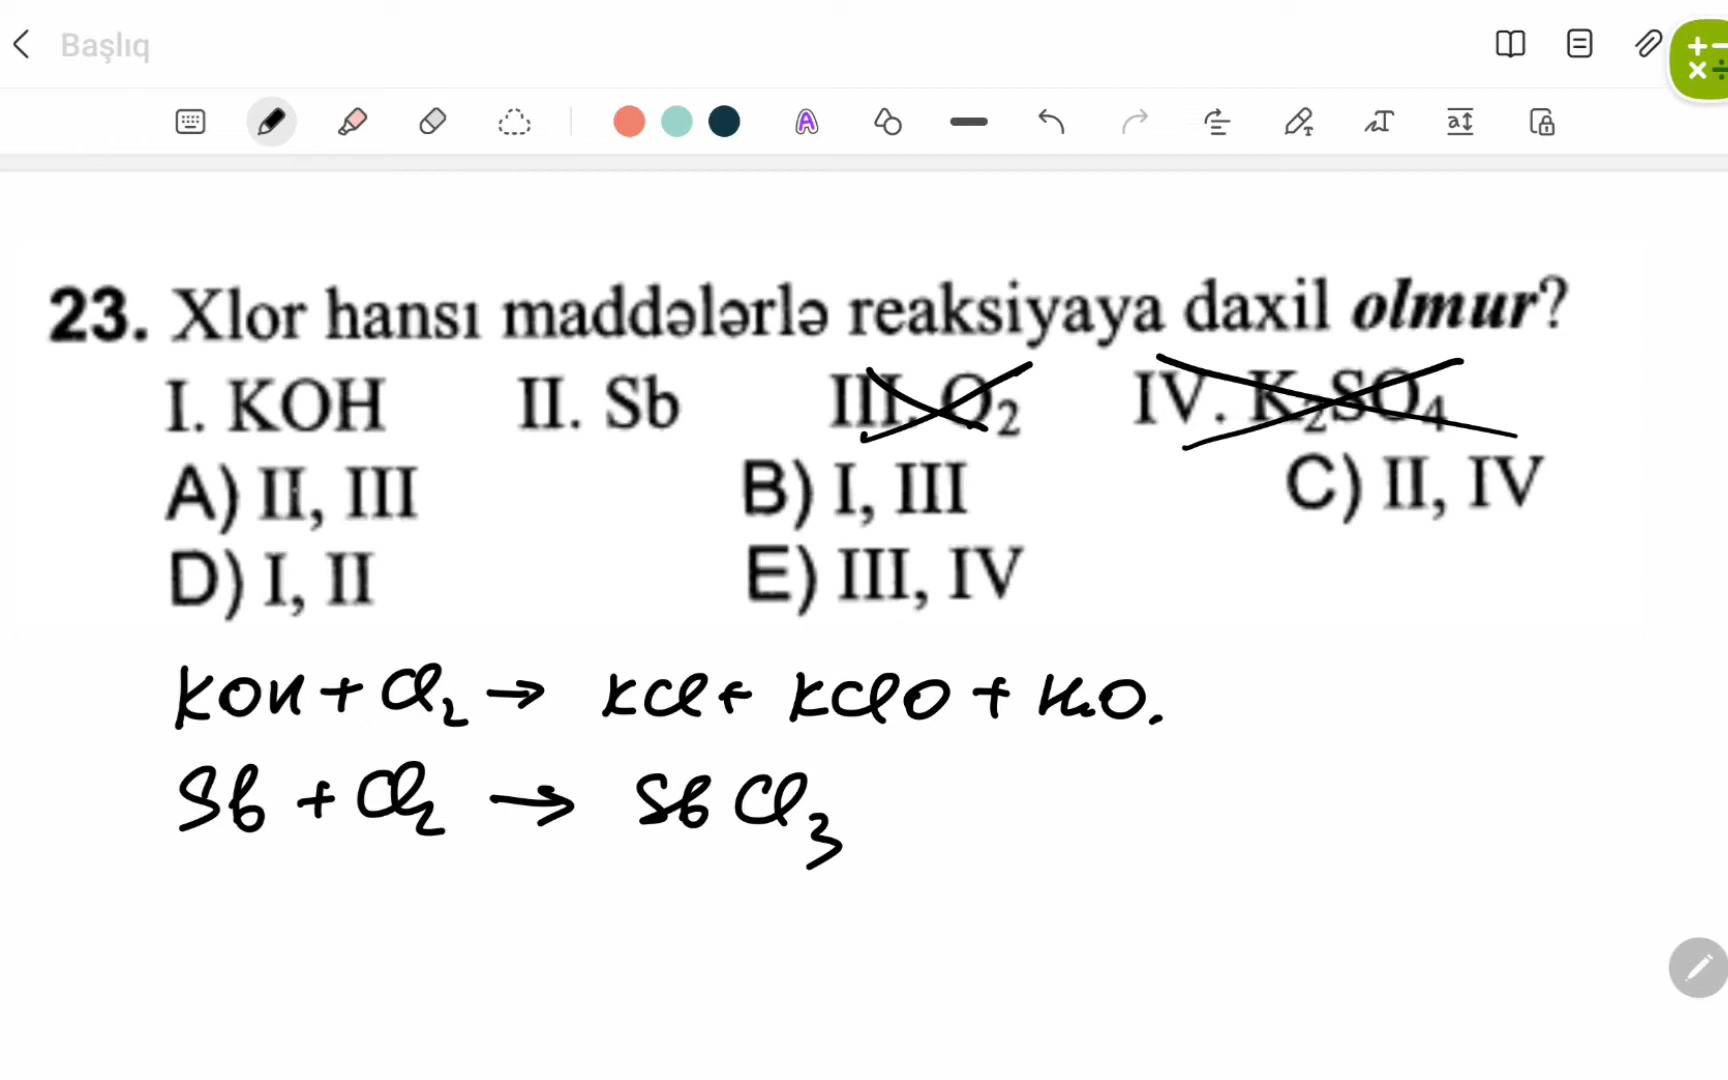 Başlıq
23. Xlor hansı maddələrlə reaksiyaya daxil olmur?
I. KOH II. Sb III. O2 IV. K2SO4
A) II, III B) I, III C) II, IV
D) I, II E) III, IV
KOH + Cl2 → KCl + KClO + H2O.
Sb + Cl2 → SbCl3